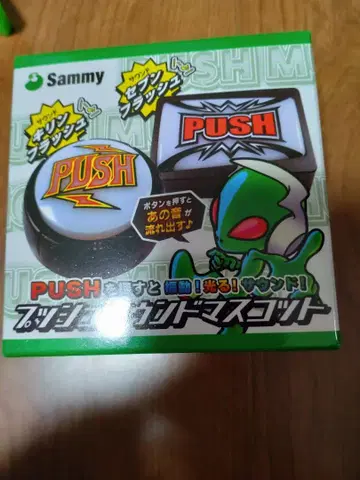 Sammy
サウンド
キリン
フラッシュ
サウンド
セブン
フラッシュ
PUSH
PUSH
ボタンを押すと
あの音が
流れ出す♪
PUSHを押すと 振動!光る!サウンド!
プッシュサウンドマスコット